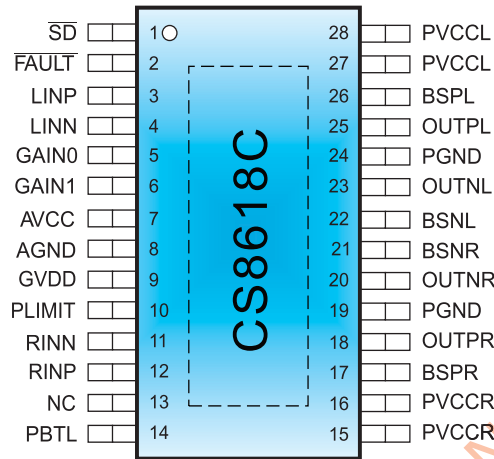 S̅D̅ 1 28 PVCCL
F̅A̅U̅L̅T̅ 2 27 PVCCL
LINP 3 26 BSPL
LINN 4 25 OUTPL
GAIN0 5 24 PGND
GAIN1 6 23 OUTNL
AVCC 7 22 BSNL
AGND 8 21 BSNR
GVDD 9 20 OUTNR
PLIMIT 10 19 PGND
RINN 11 18 OUTPR
RINP 12 17 BSPR
NC 13 16 PVCCR
PBTL 14 15 PVCCR
CS8618C